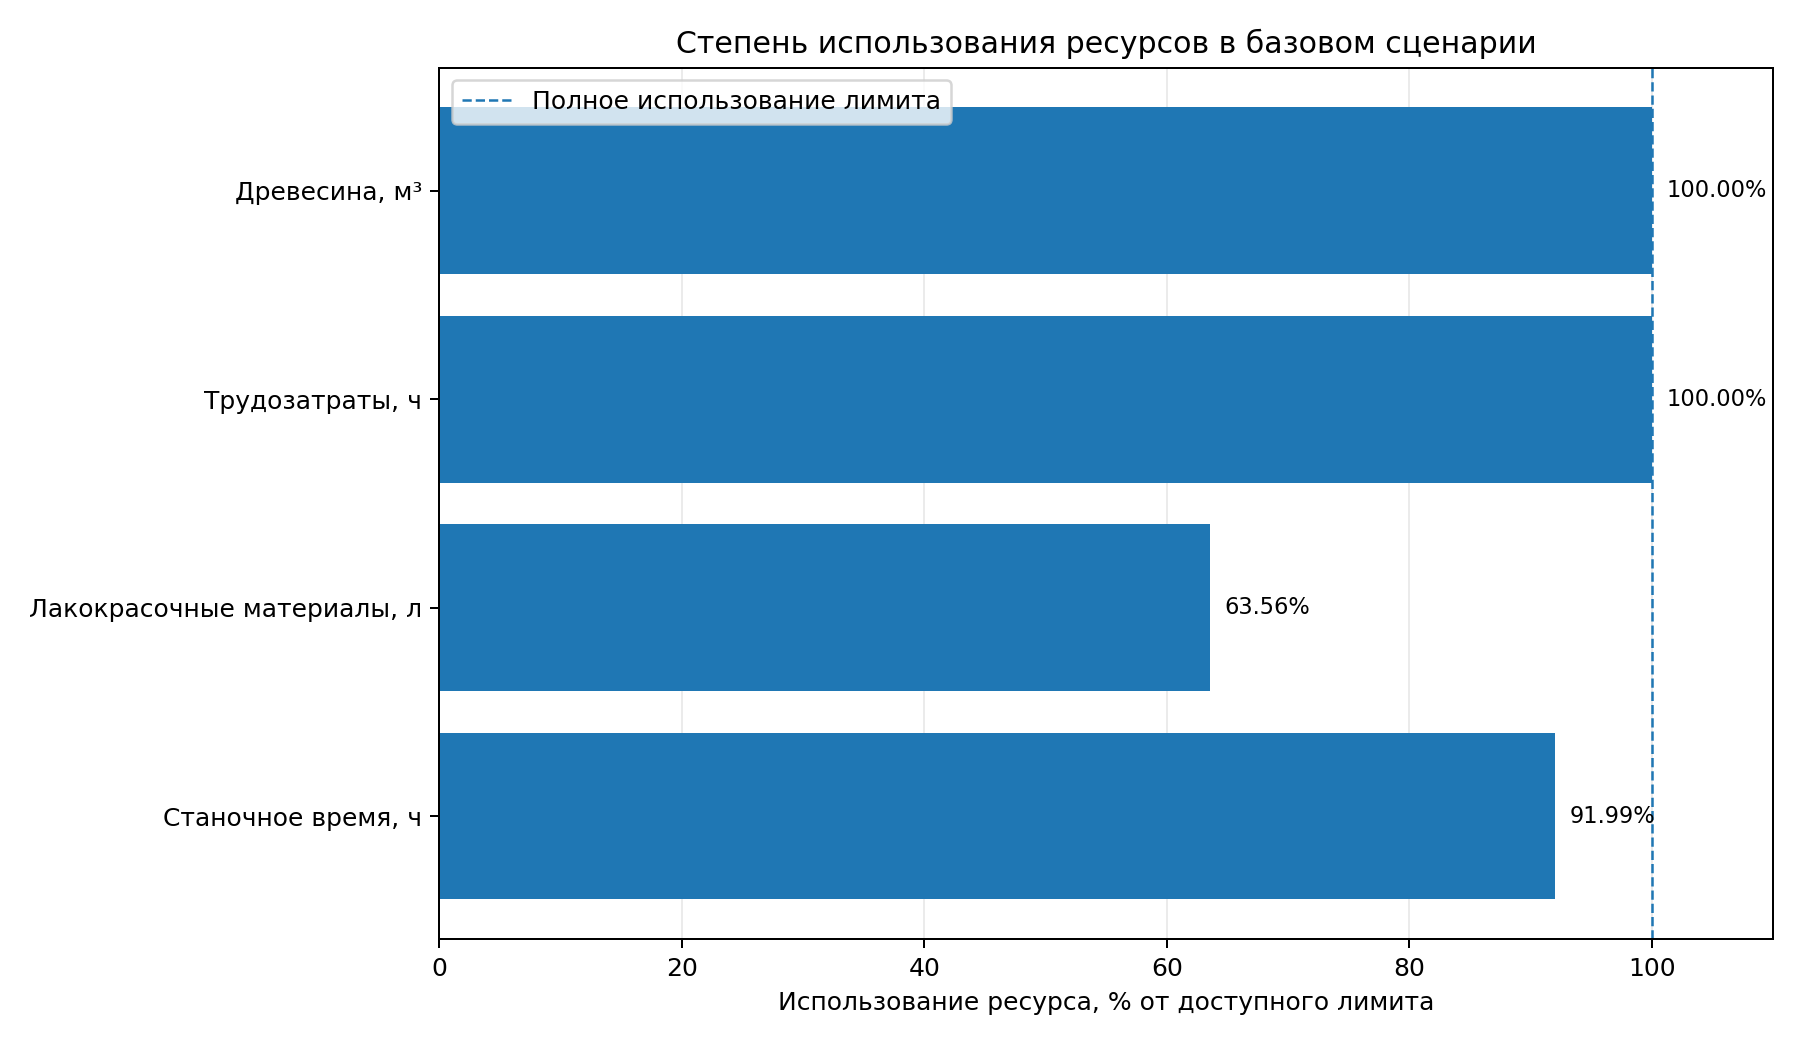 Степень использования ресурсов в базовом сценарии
Полное использование лимита
Древесина, м³
100.00%
Трудозатраты, ч
100.00%
Лакокрасочные материалы, л
63.56%
Станочное время, ч
91.99%
0 20 40 60 80 100
Использование ресурса, % от доступного лимита